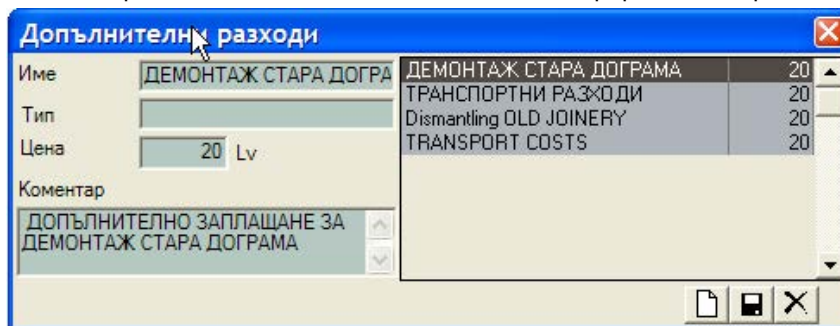 Допълнителни разходи
Име ДЕМОНТАЖ СТАРА ДОГРА
Тип
Цена 20 Lv
Коментар
ДОПЪЛНИТЕЛНО ЗАПЛАЩАНЕ ЗА
ДЕМОНТАЖ СТАРА ДОГРАМА
ДЕМОНТАЖ СТАРА ДОГРАМА 20
ТРАНСПОРТНИ РАЗХОДИ 20
Dismantling OLD JOINERY 20
TRANSPORT COSTS 20